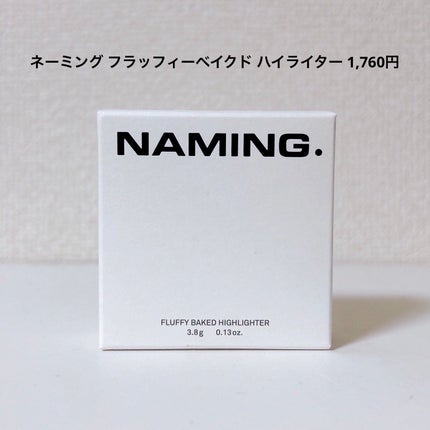 ネーミング フラッフィーベイクド ハイライター 1,760円
NAMING.
FLUFFY BAKED HIGHLIGHTER
3.8g 0.13oz.